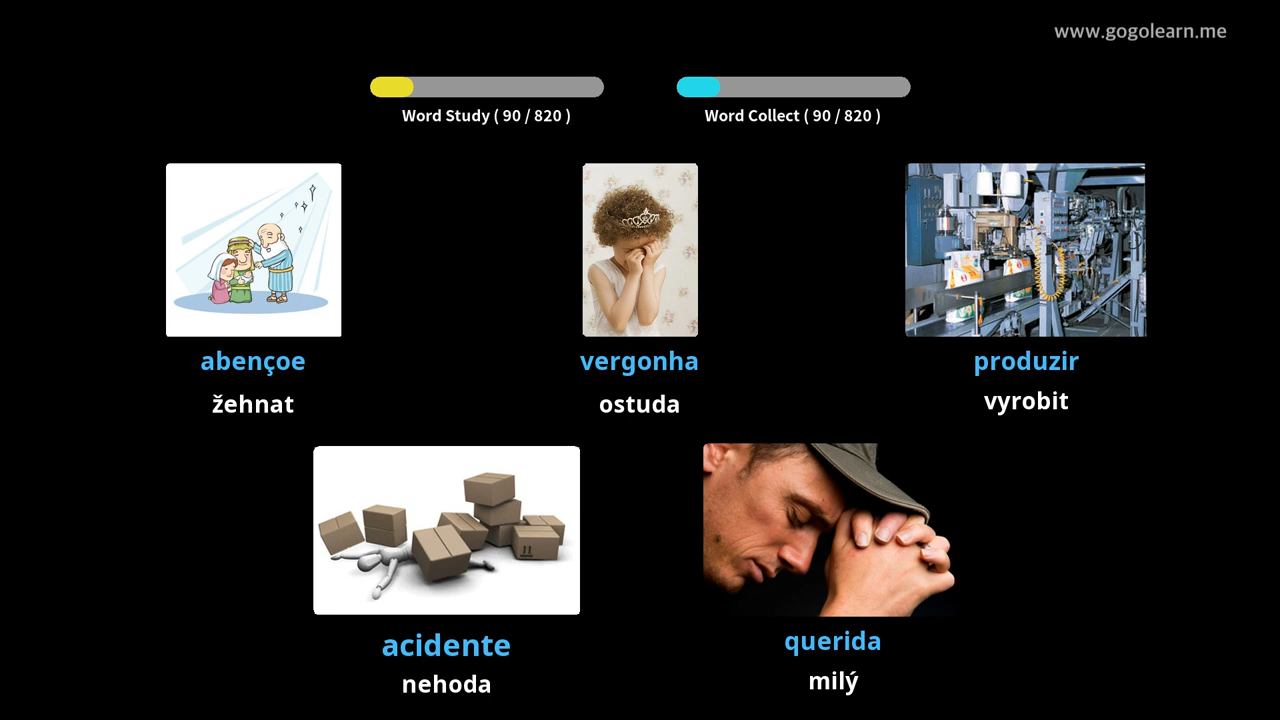 www.gogolearn.me
Word Study ( 90 / 820 )
Word Collect ( 90 / 820 )
abençoe
žehnat
vergonha
ostuda
produzir
vyrobit
acidente
nehoda
querida
milý